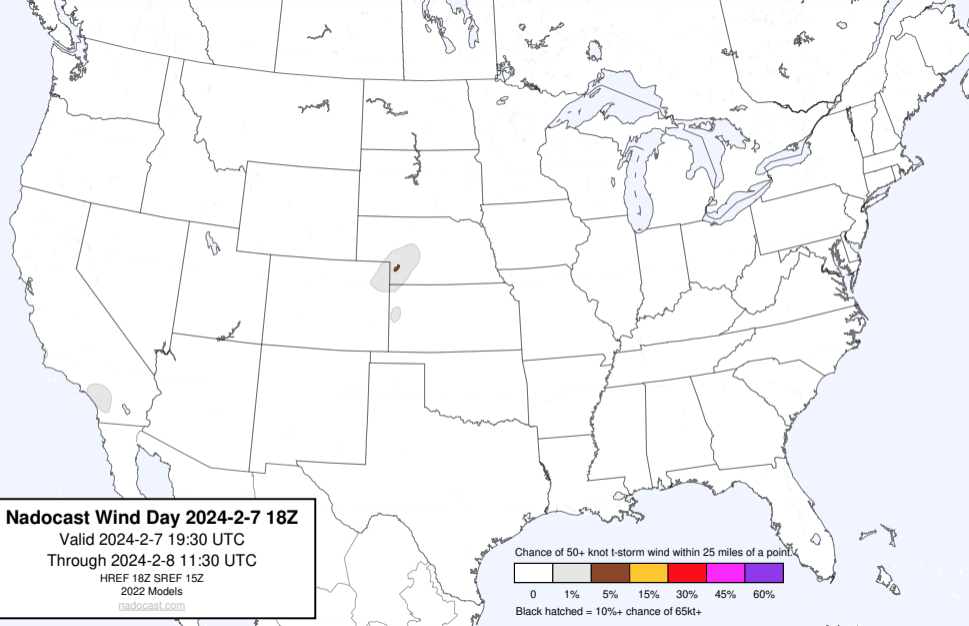 Nadocast Wind Day 2024-2-7 18Z
Valid 2024-2-7 19:30 UTC
Through 2024-2-8 11:30 UTC
HREF 18Z SREF 15Z
2022 Models
nadocast.com
Chance of 50+ knot t-storm wind within 25 miles of a point.
0 1% 5% 15% 30% 45% 60%
Black hatched = 10%+ chance of 65kt+